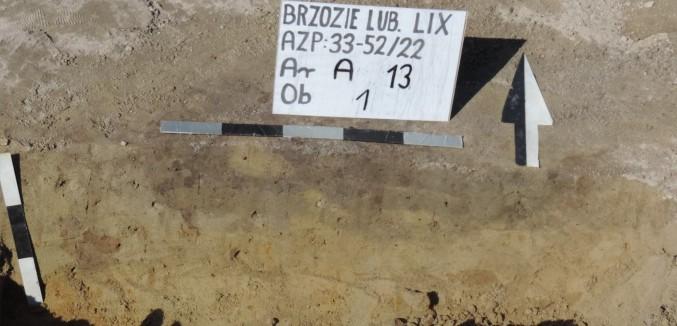 BRZOZIE LUB. LIX
AZP:33-52/22
Ar A 13
Ob 1